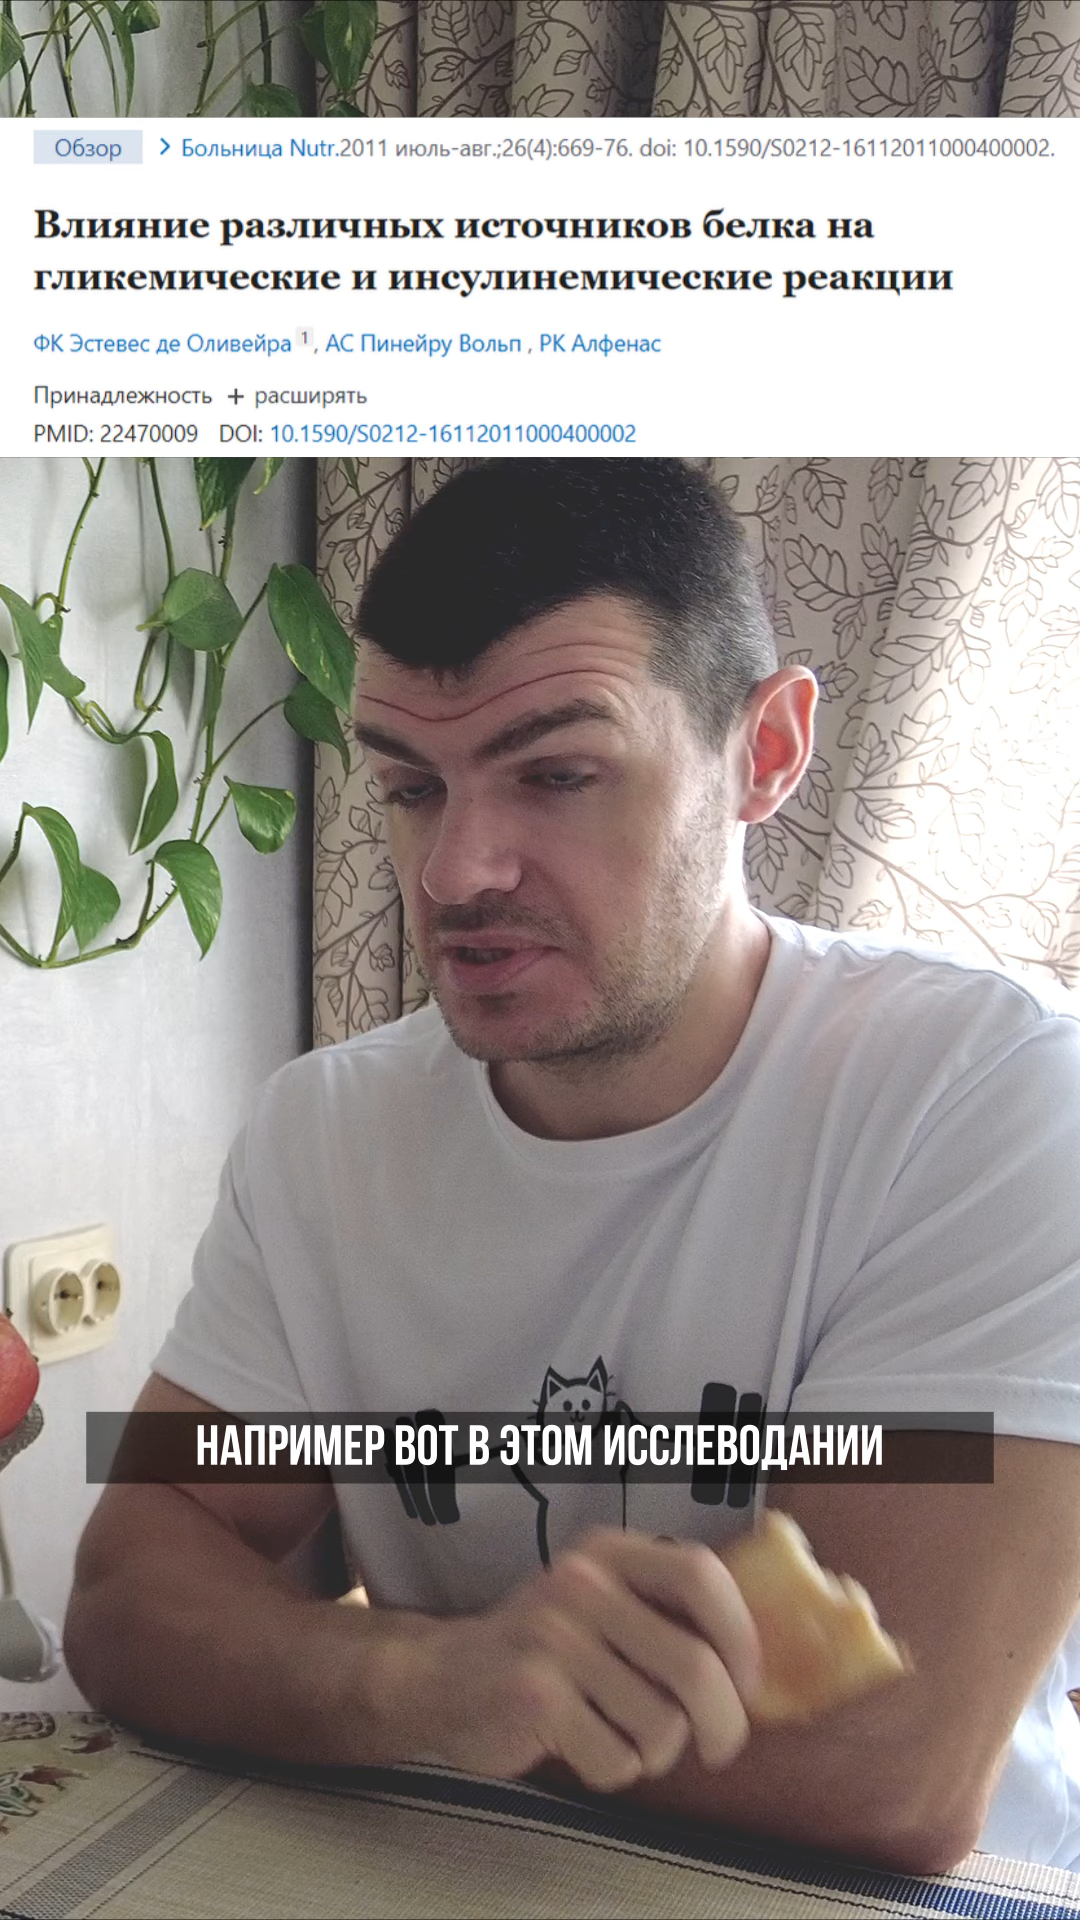 Обзор > Больница Nutr.2011 июль-авг.;26(4):669-76. doi: 10.1590/S0212-16112011000400002.
Влияние различных источников белка на
гликемические и инсулинемические реакции
ФК Эстевес де Оливейра 1 , АС Пинейру Вольп , РК Алфенас
Принадлежность + расширять
PMID: 22470009 DOI: 10.1590/S0212-16112011000400002
НАПРИМЕР ВОТ В ЭТОМ ИССЛЕВОДАНИИ